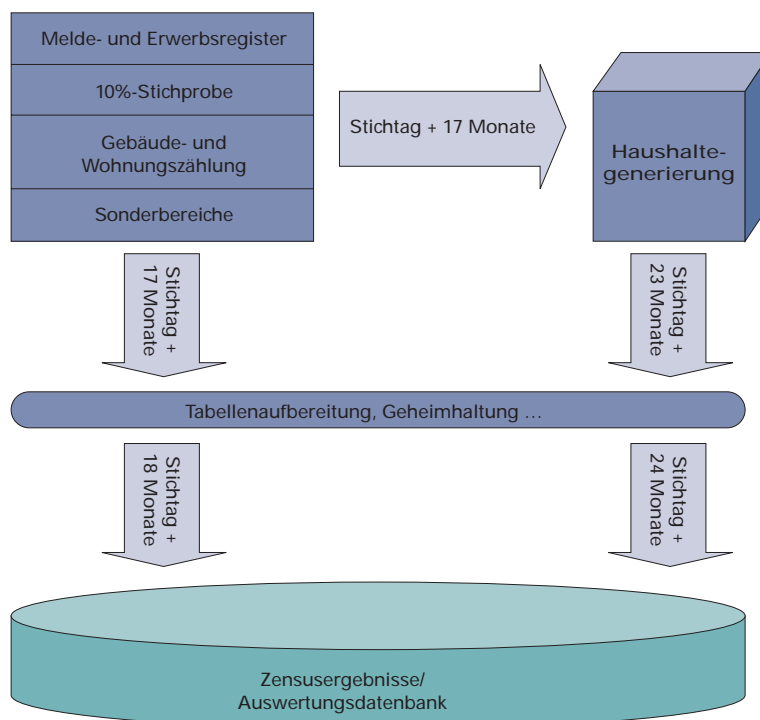 Melde- und Erwerbsregister
10%-Stichprobe
Gebäude- und
Wohnungszählung
Sonderbereiche
Stichtag + 17 Monate
Haushalte-
generierung
Stichtag +
17 Monate
Stichtag +
23 Monate
Tabellenaufbereitung, Geheimhaltung ...
Stichtag +
18 Monate
Stichtag +
24 Monate
Zensusergebnisse/
Auswertungsdatenbank